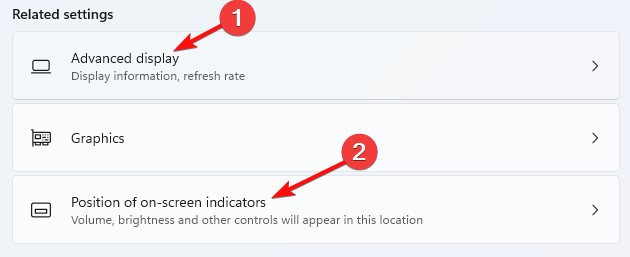 Related settings
1
Advanced display
Display information, refresh rate
Graphics
2
Position of on-screen indicators
Volume, brightness and other controls will appear in this location